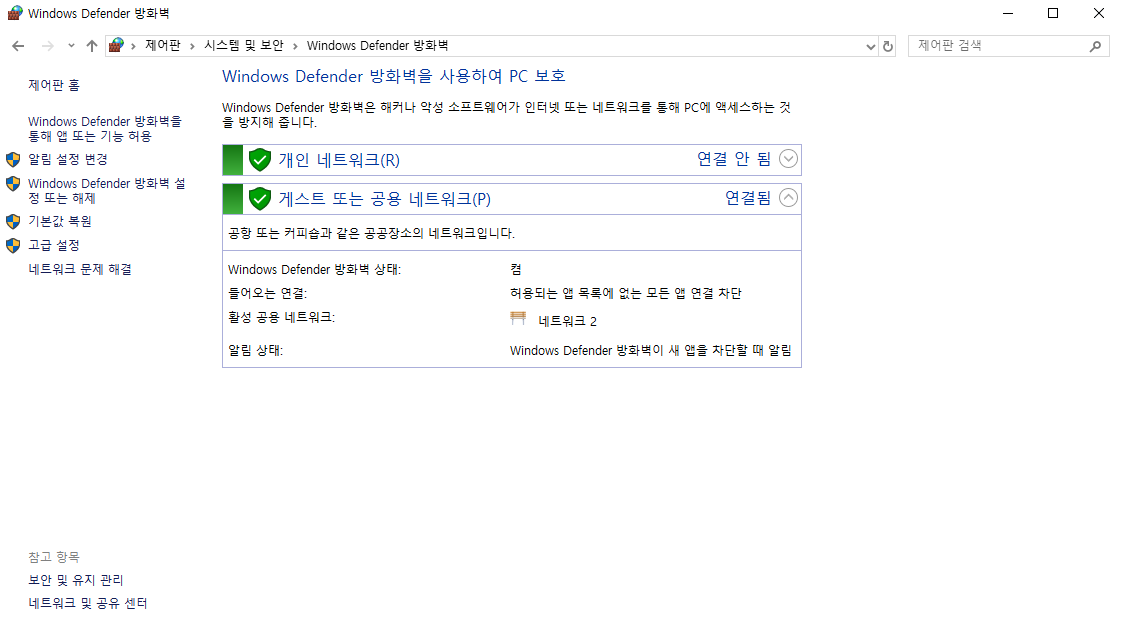 Windows Defender 방화벽
제어판 › 시스템 및 보안 › Windows Defender 방화벽
제어판 검색
제어판 홈
Windows Defender 방화벽을
통해 앱 또는 기능 허용
알림 설정 변경
Windows Defender 방화벽 설
정 또는 해제
기본값 복원
고급 설정
네트워크 문제 해결
Windows Defender 방화벽을 사용하여 PC 보호
Windows Defender 방화벽은 해커나 악성 소프트웨어가 인터넷 또는 네트워크를 통해 PC에 액세스하는 것
을 방지해 줍니다.
개인 네트워크(R) 연결 안 됨
게스트 또는 공용 네트워크(P) 연결됨
공항 또는 커피숍과 같은 공공장소의 네트워크입니다.
Windows Defender 방화벽 상태: 켬
들어오는 연결: 허용되는 앱 목록에 없는 모든 앱 연결 차단
활성 공용 네트워크: 네트워크 2
알림 상태: Windows Defender 방화벽이 새 앱을 차단할 때 알림
참고 항목
보안 및 유지 관리
네트워크 및 공유 센터